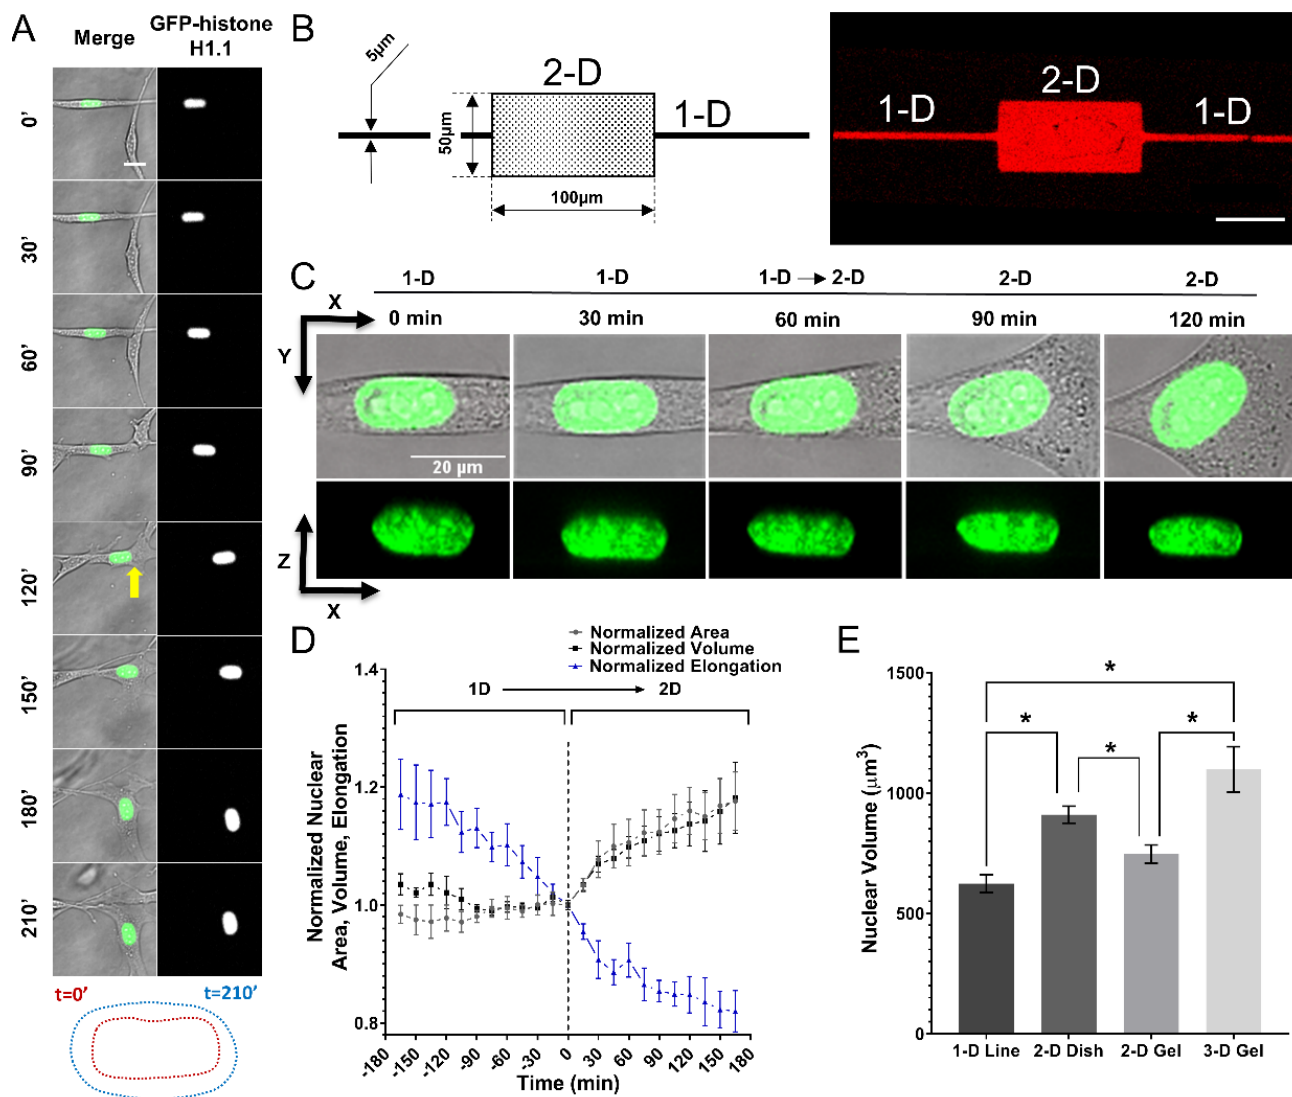 A
Merge
GFP-histone
H1.1
0’
30’
60’
90’
120’
150’
180’
210’
t=0’
t=210’
B
5µm
2-D
1-D
50µm
100µm
1-D
2-D
1-D
C
1-D
1-D
1-D → 2-D
2-D
2-D
X
0 min
30 min
60 min
90 min
120 min
Y
20 µm
Z
X
D
Normalized Area
Normalized Volume
Normalized Elongation
1D → 2D
Normalized Nuclear
Area, Volume, Elongation
1.4
1.2
1.0
0.8
-180
-150
-120
-90
-60
-30
0
30
60
90
120
150
180
Time (min)
E
Nuclear Volume (µm³)
1500
1000
500
0
*
*
*
*
1-D Line
2-D Dish
2-D Gel
3-D Gel